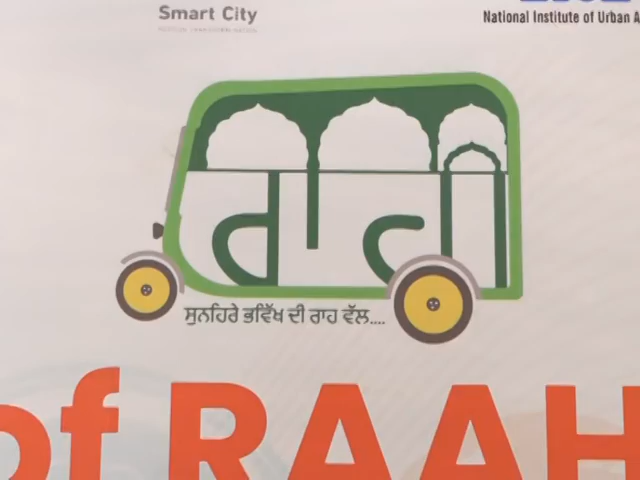 Smart City
National Institute of Urban A
ਰਾਹੀ
ਸੁਨਹਿਰੇ ਭਵਿੱਖ ਦੀ ਰਾਹ ਵੱਲ....
of RAAH